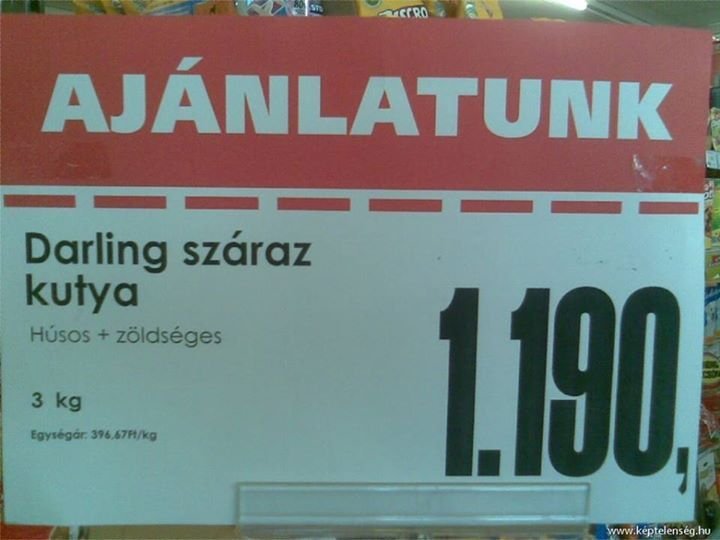 AJÁNLATUNK
Darling száraz
kutya
Húsos + zöldséges
3 kg
Egységár: 396,67Ft/kg
1.190,
www.képtelenség.hu